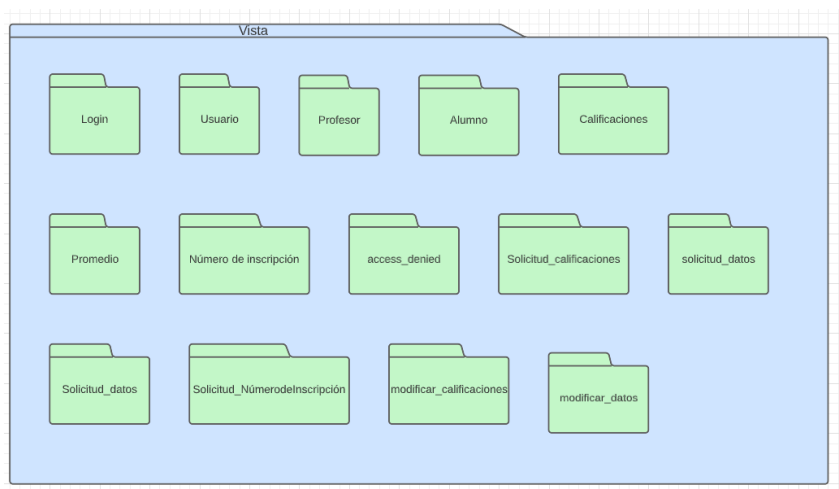 Vista
Login
Usuario
Profesor
Alumno
Calificaciones
Promedio
Número de inscripción
access_denied
Solicitud_calificaciones
solicitud_datos
Solicitud_datos
Solicitud_NúmerodeInscripción
modificar_calificaciones
modificar_datos